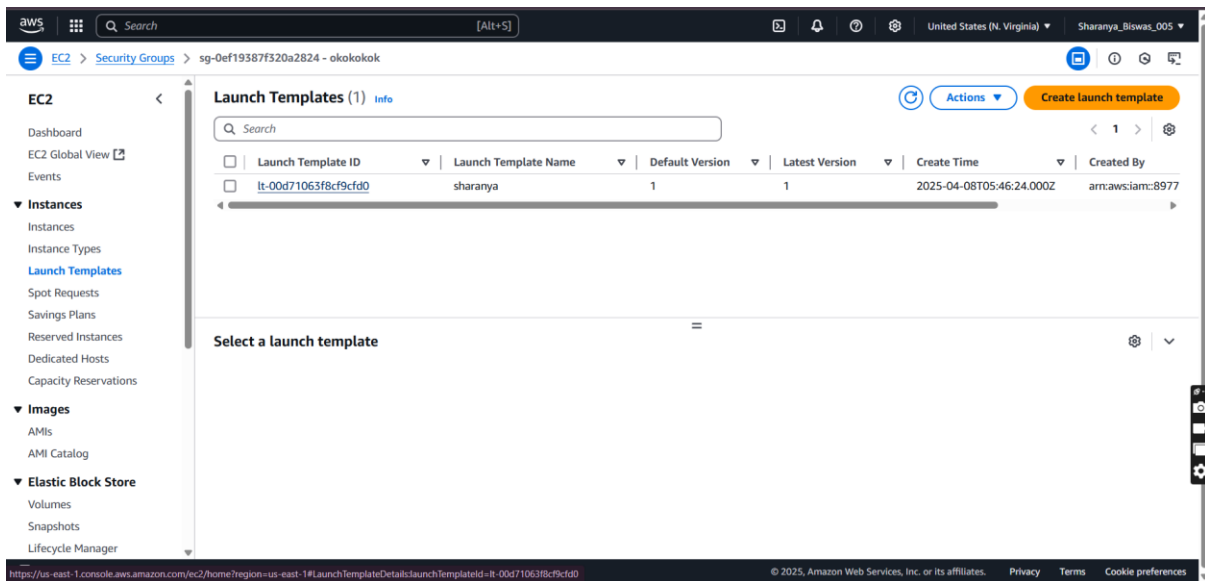 aws Search [Alt+S] United States (N. Virginia) Sharanya_Biswas_005
EC2 > Security Groups > sg-0ef19387f320a2824 - okokokok
EC2
Dashboard
EC2 Global View
Events
Instances
Instances
Instance Types
Launch Templates
Spot Requests
Savings Plans
Reserved Instances
Dedicated Hosts
Capacity Reservations
Images
AMIs
AMI Catalog
Elastic Block Store
Volumes
Snapshots
Lifecycle Manager
Launch Templates (1) Info Actions Create launch template
Search 1
Launch Template ID Launch Template Name Default Version Latest Version Create Time Created By
lt-00d71063f8cf9cfd0 sharanya 1 1 2025-04-08T05:46:24.000Z arn:aws:iam::8977
Select a launch template
https://us-east-1.console.aws.amazon.com/ec2/home?region=us-east-1#LaunchTemplateDetails:launchTemplateId=lt-00d71063f8cf9cfd0 © 2025, Amazon Web Services, Inc. or its affiliates. Privacy Terms Cookie preferences